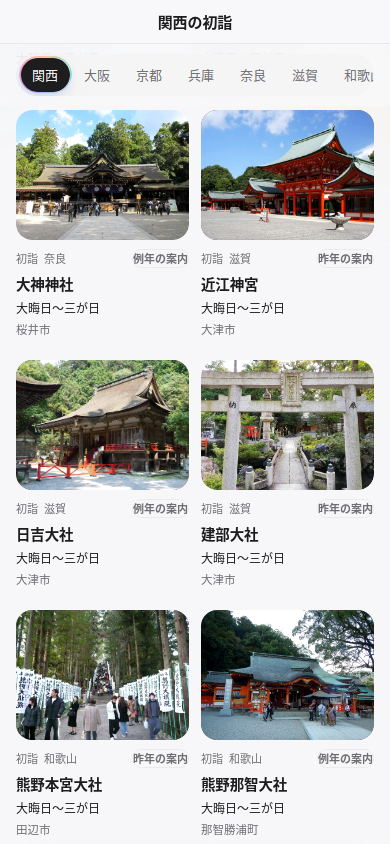 関西の初詣
関西 大阪 京都 兵庫 奈良 滋賀
初詣 奈良 例年の案内
大神神社
大晦日〜三が日
桜井市
初詣 滋賀 昨年の案内
近江神宮
大晦日〜三が日
大津市
初詣 滋賀 例年の案内
日吉大社
大晦日〜三が日
大津市
初詣 滋賀 昨年の案内
建部大社
大晦日〜三が日
大津市
初詣 和歌山 昨年の案内
熊野本宮大社
大晦日〜三が日
田辺市
初詣 和歌山 例年の案内
熊野那智大社
大晦日〜三が日
那智勝浦町